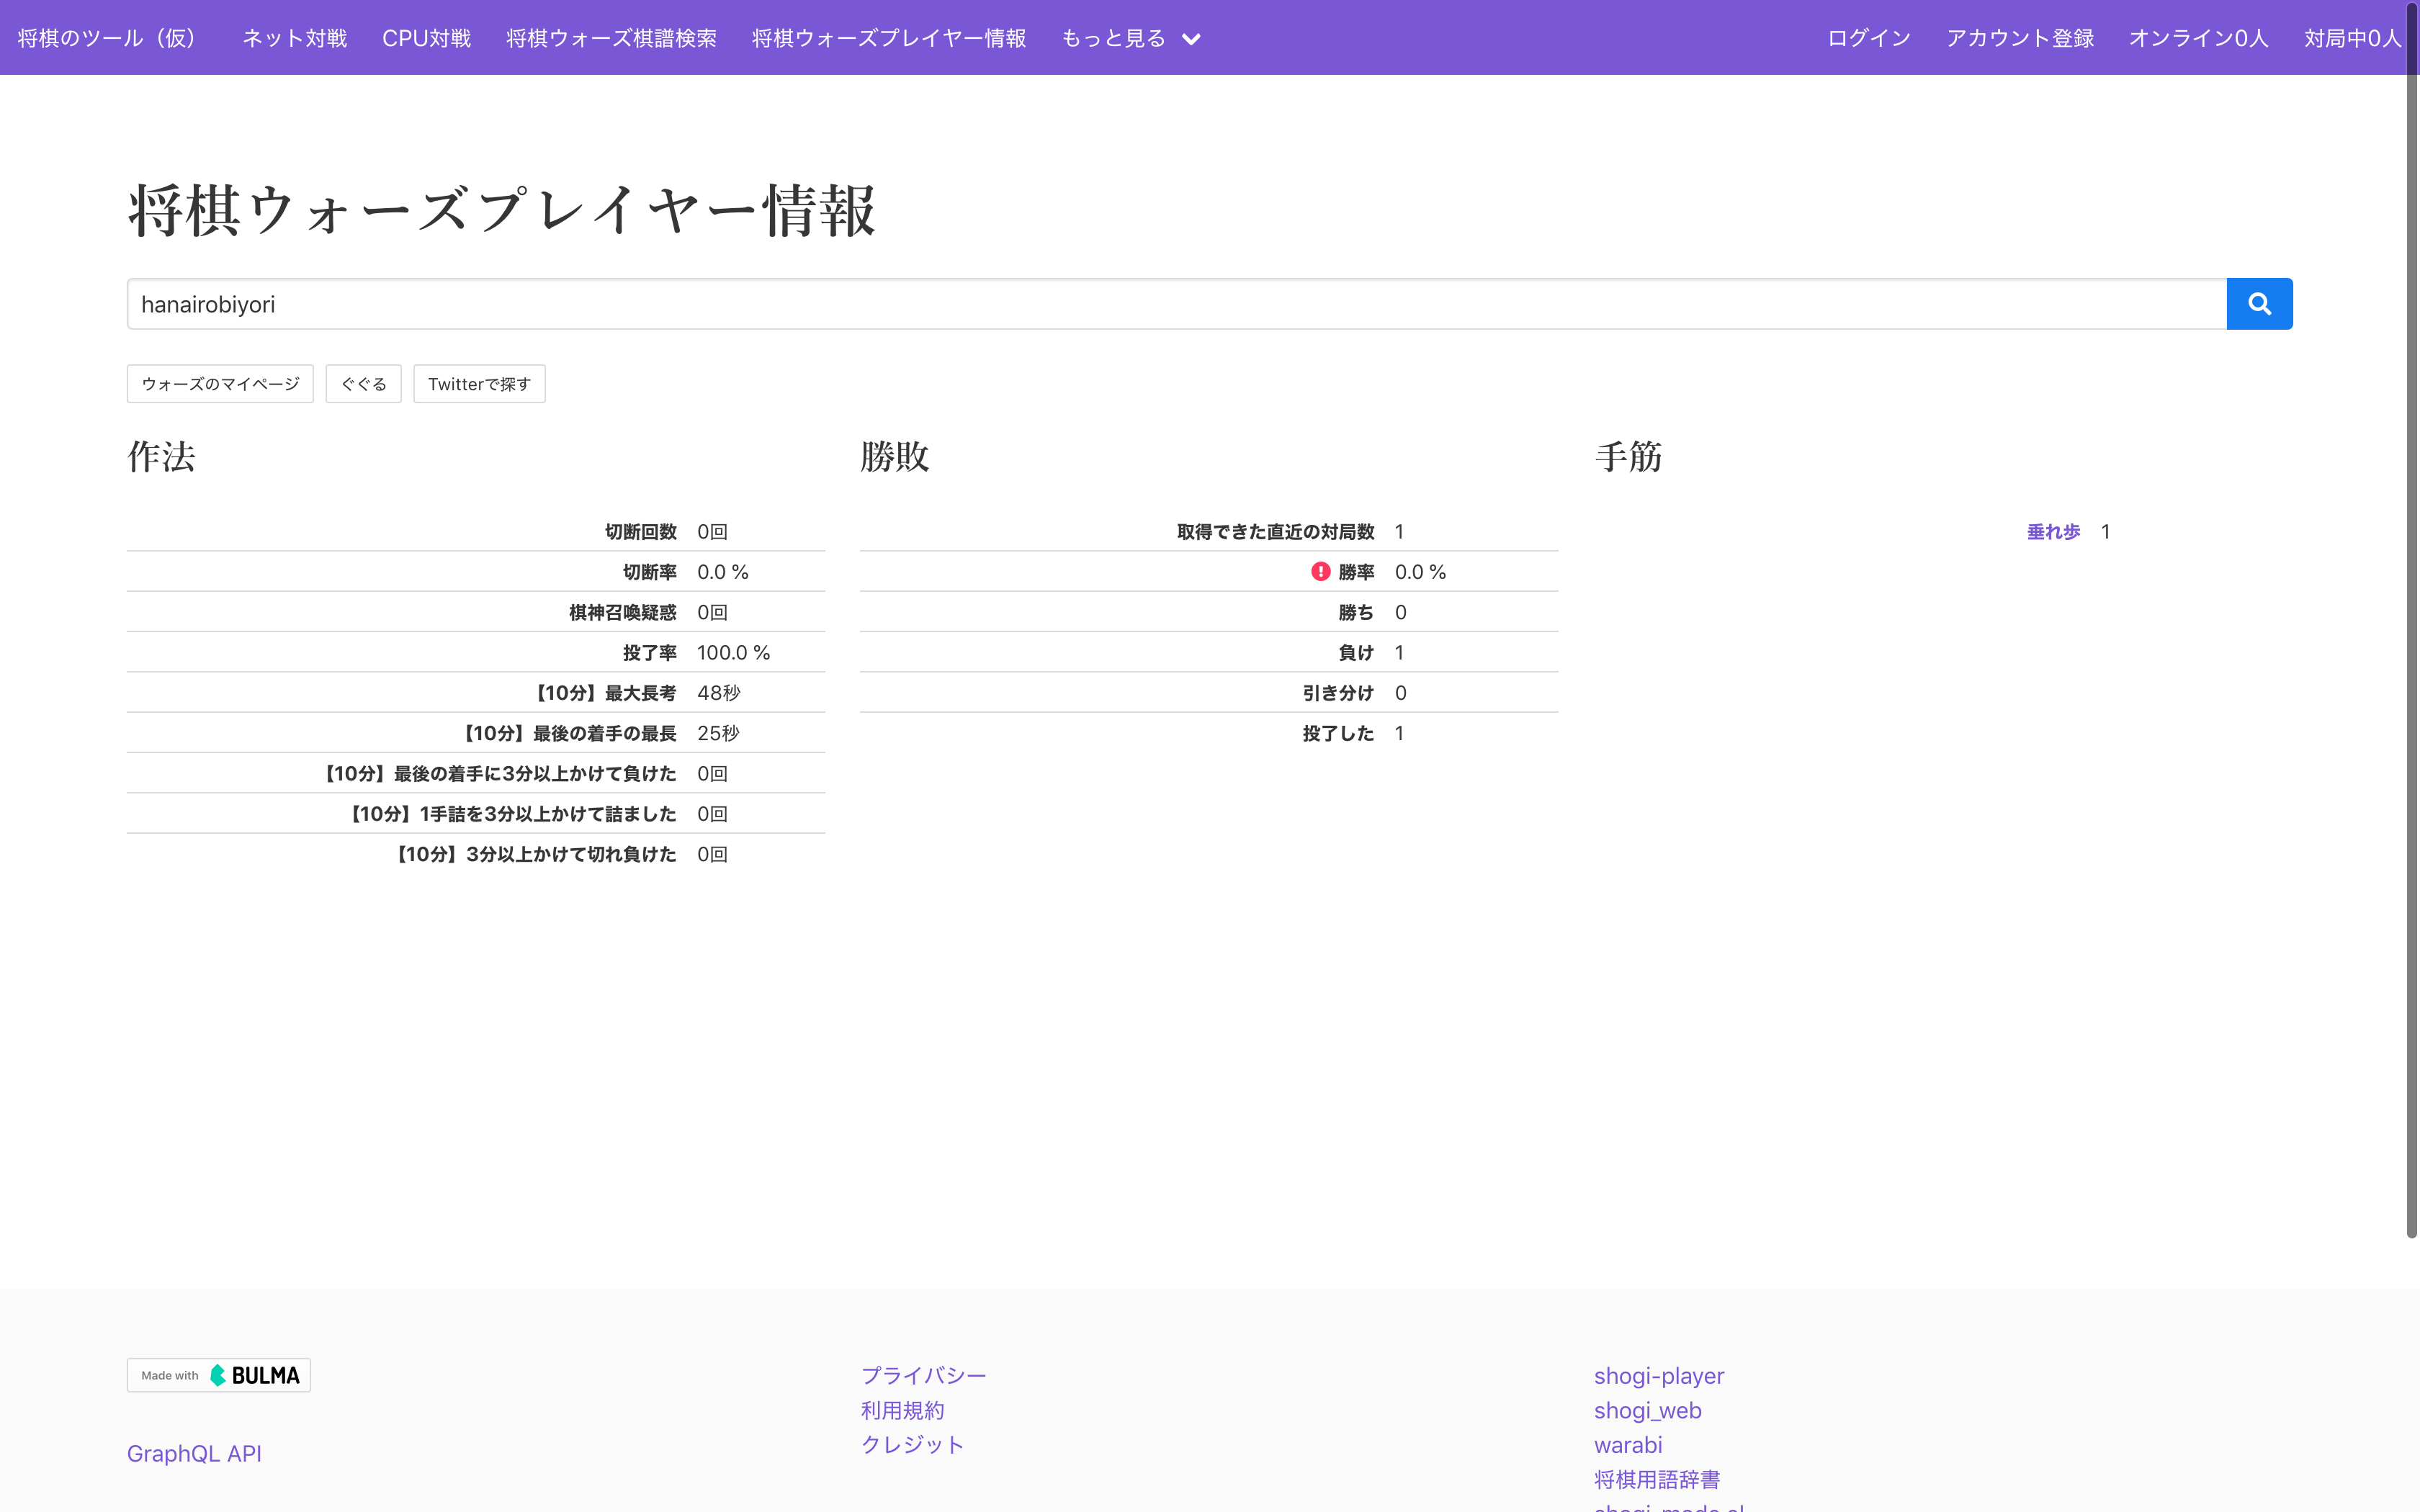 将棋のツール（仮） ネット対戦 CPU対戦 将棋ウォーズ棋譜検索 将棋ウォーズプレイヤー情報 もっと見る ログイン アカウント登録 オンライン0人 対局中0人
将棋ウォーズプレイヤー情報
hanairobiyori
ウォーズのマイページ ぐぐる Twitterで探す
作法
切断回数 0回
切断率 0.0 %
棋神召喚疑惑 0回
投了率 100.0 %
【10分】最大長考 48秒
【10分】最後の着手の最長 25秒
【10分】最後の着手に3分以上かけて負けた 0回
【10分】1手詰を3分以上かけて詰ました 0回
【10分】3分以上かけて切れ負けた 0回
勝敗
取得できた直近の対局数 1
勝率 0.0 %
勝ち 0
負け 1
引き分け 0
投了した 1
手筋
垂れ歩 1
Made with BULMA
GraphQL API
プライバシー
利用規約
クレジット
shogi-player
shogi_web
warabi
将棋用語辞書